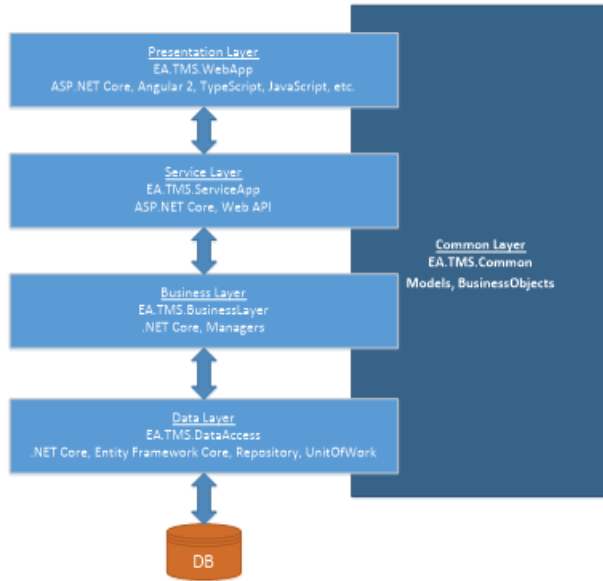 Presentation Layer
EA.TMS.WebApp
ASP.NET Core, Angular 2, TypeScript, JavaScript, etc.
Service Layer
EA.TMS.ServiceApp
ASP.NET Core, Web API
Common Layer
EA.TMS.Common
Models, BusinessObjects
Business Layer
EA.TMS.BusinessLayer
.NET Core, Managers
Data Layer
EA.TMS.DataAccess
.NET Core, Entity Framework Core, Repository, UnitOfWork
DB